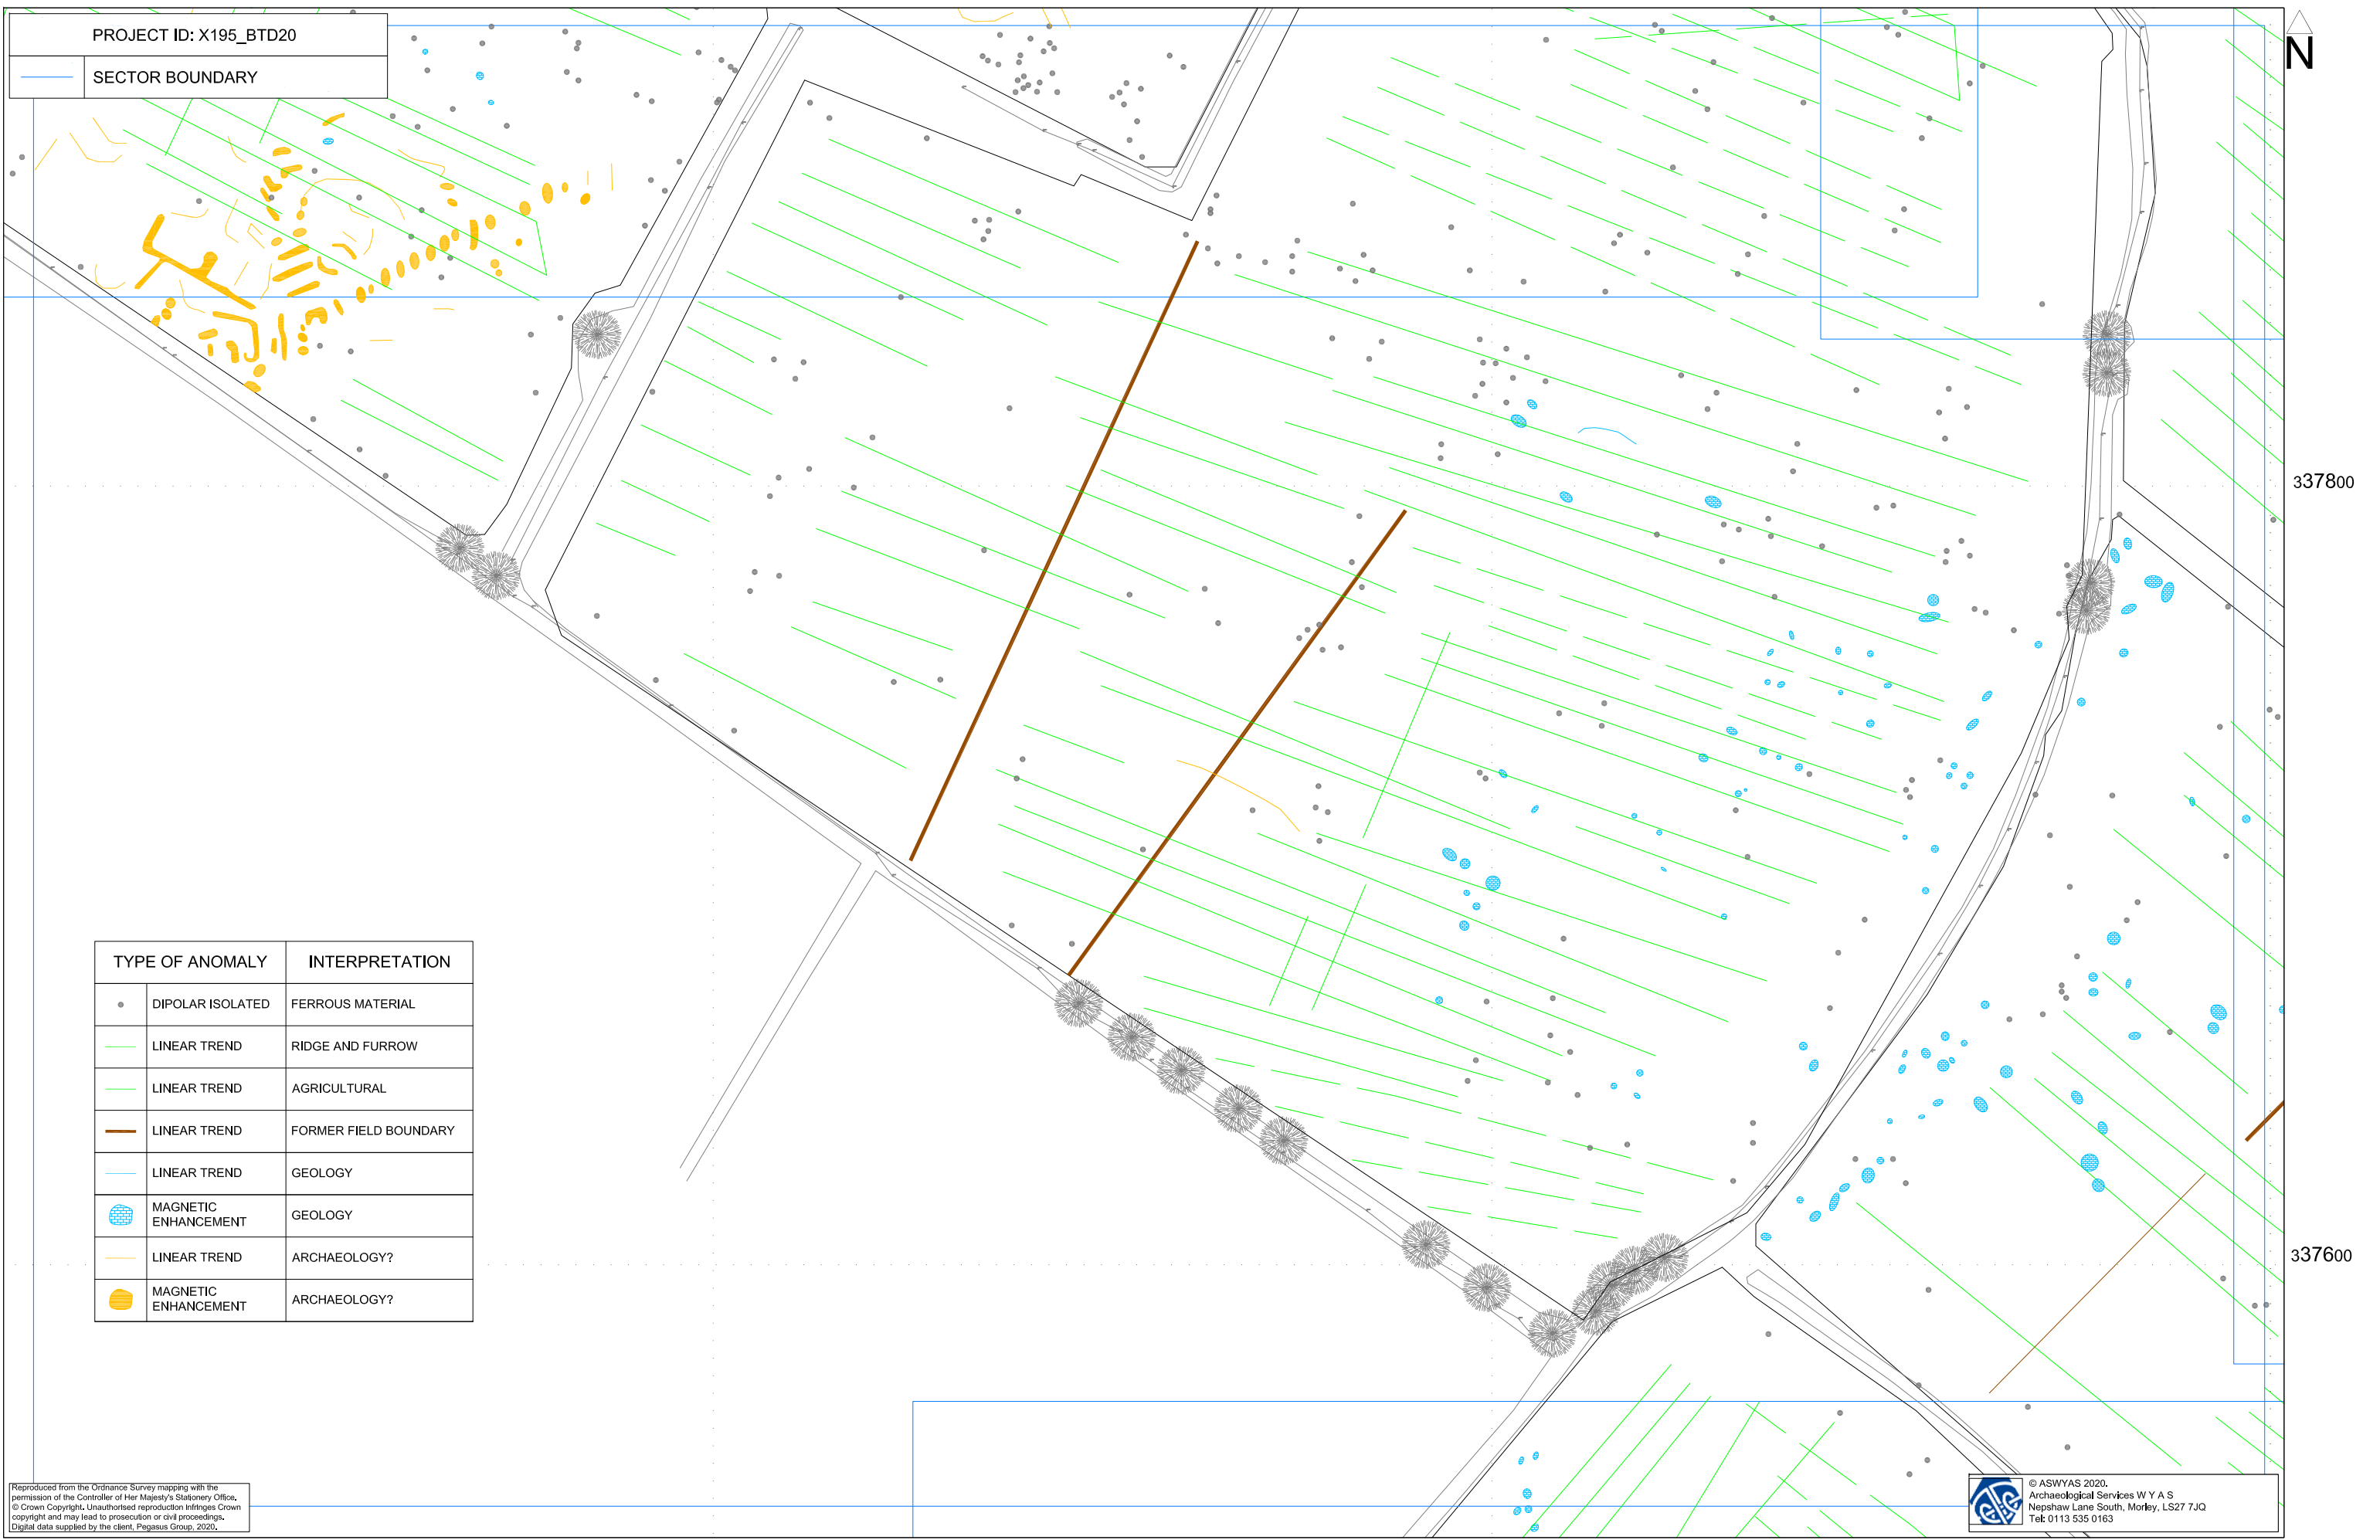 PROJECT ID: X195_BTD20
SECTOR BOUNDARY
N
337800
TYPE OF ANOMALY INTERPRETATION
DIPOLAR ISOLATED FERROUS MATERIAL
LINEAR TREND RIDGE AND FURROW
LINEAR TREND AGRICULTURAL
LINEAR TREND FORMER FIELD BOUNDARY
LINEAR TREND GEOLOGY
MAGNETIC
ENHANCEMENT GEOLOGY
LINEAR TREND ARCHAEOLOGY?
MAGNETIC
ENHANCEMENT ARCHAEOLOGY?
337600
Reproduced from the Ordnance Survey mapping with the
permission of the Controller of Her Majesty's Stationery Office.
© Crown Copyright. Unauthorised reproduction infringes Crown
copyright and may lead to prosecution or civil proceedings.
Digital data supplied by the client, Pegasus Group, 2020.
© ASWYAS 2020.
Archaeological Services W Y A S
Nepshaw Lane South, Morley, LS27 7JQ
Tel: 0113 535 0163